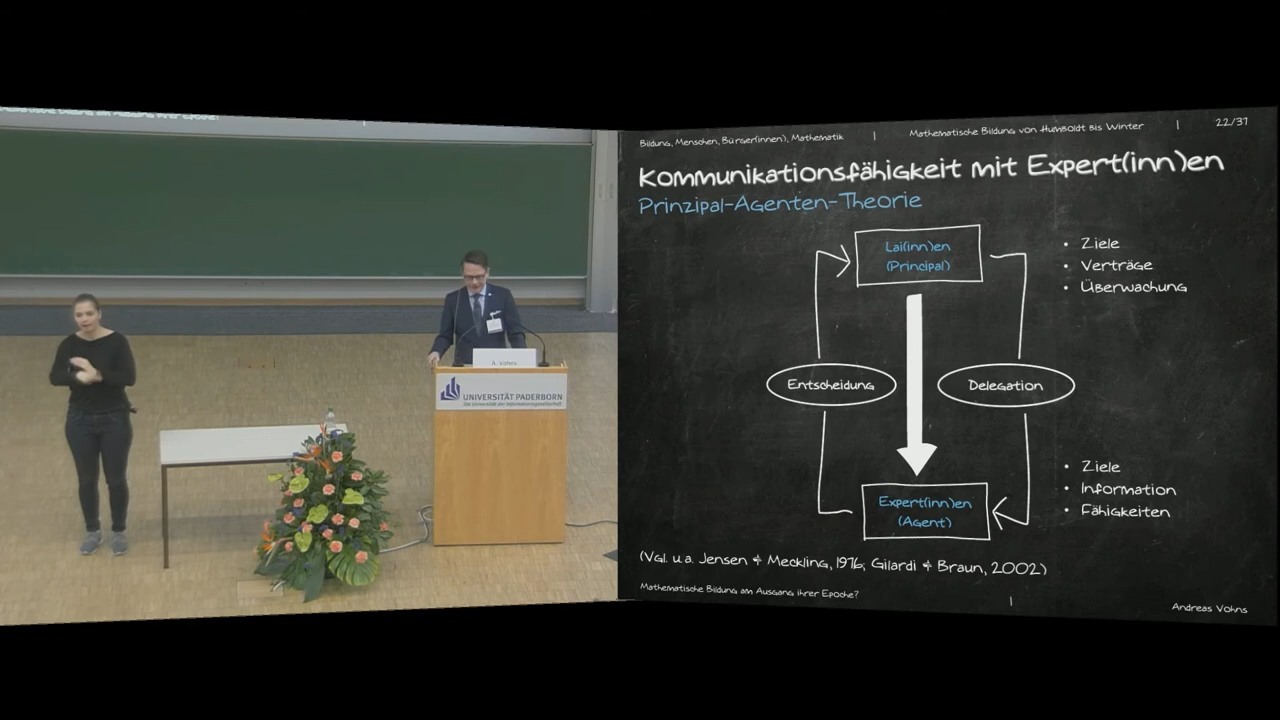 Bildung, Menschen, Bürger(innen), Mathematik | Mathematische Bildung von Humboldt bis Winter | 22/37
Kommunikationsfähigkeit mit Expert(inn)en
Prinzipal-Agenten-Theorie
Lai(inn)en
(Principal)
• Ziele
• Verträge
• Überwachung
Entscheidung
Delegation
Expert(inn)en
(Agent)
• Ziele
• Information
• Fähigkeiten
(Vgl. u.a. Jensen & Meckling, 1976; Gilardi & Braun, 2002)
Mathematische Bildung am Ausgang ihrer Epoche? | Andreas Vohns
A. Vohns
UNIVERSITÄT PADERBORN
Die Universität der Informationsgesellschaft